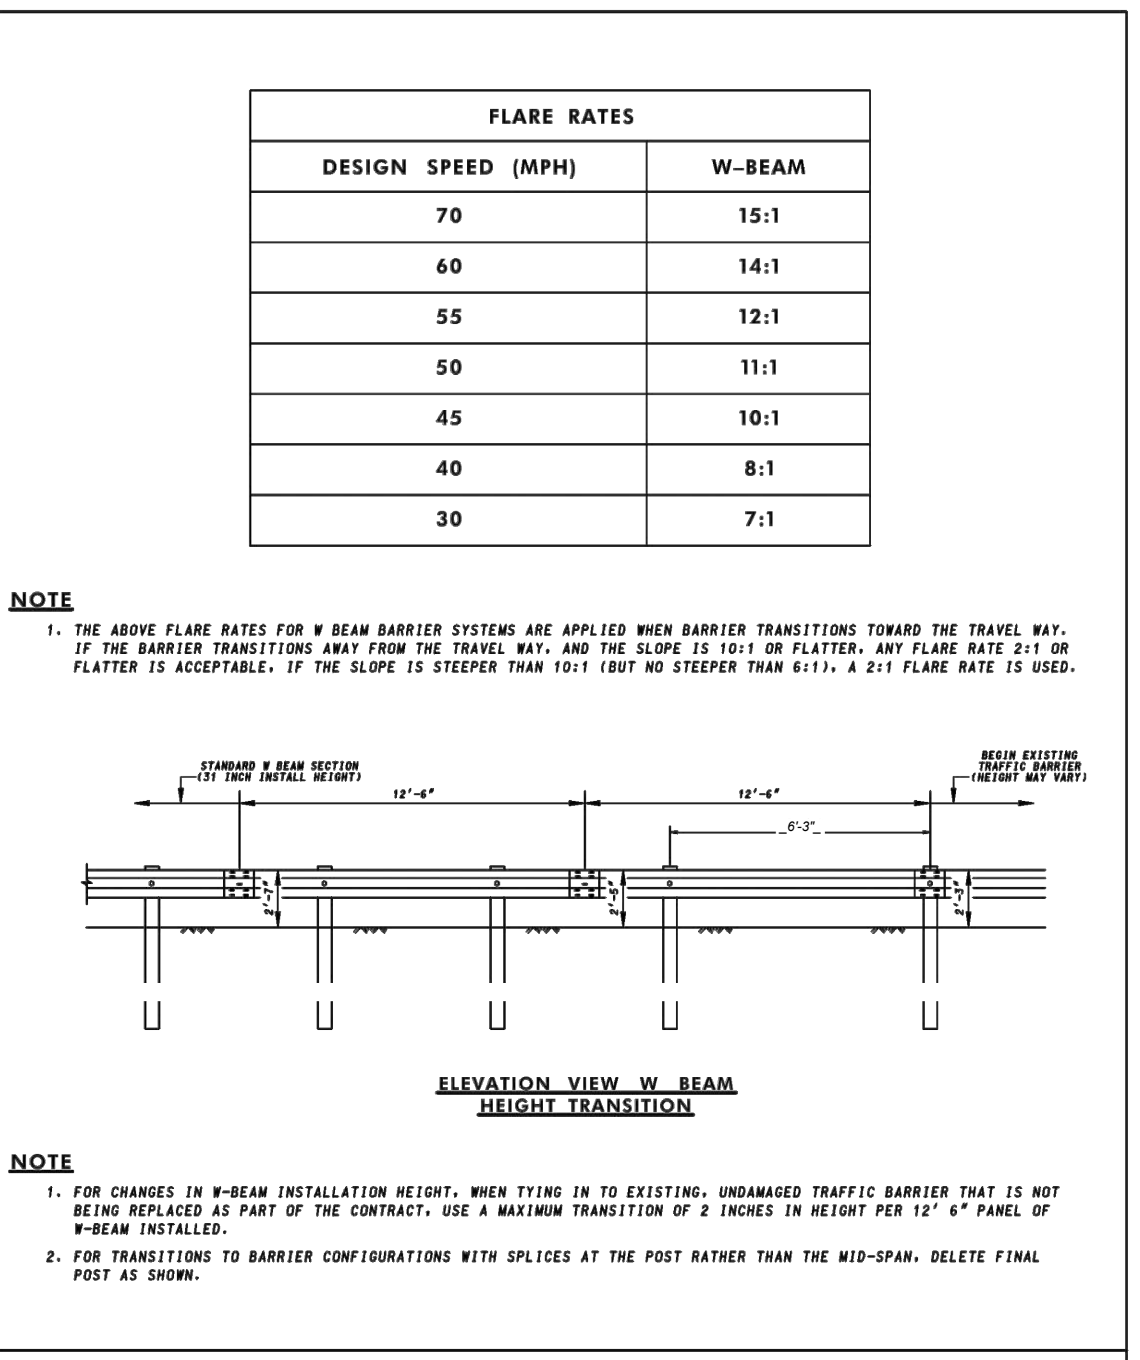 FLARE RATES
DESIGN SPEED (MPH) W-BEAM
70 15:1
60 14:1
55 12:1
50 11:1
45 10:1
40 8:1
30 7:1
NOTE
1. THE ABOVE FLARE RATES FOR W BEAM BARRIER SYSTEMS ARE APPLIED WHEN BARRIER TRANSITIONS TOWARD THE TRAVEL WAY.
IF THE BARRIER TRANSITIONS AWAY FROM THE TRAVEL WAY, AND THE SLOPE IS 10:1 OR FLATTER, ANY FLARE RATE 2:1 OR
FLATTER IS ACCEPTABLE, IF THE SLOPE IS STEEPER THAN 10:1 (BUT NO STEEPER THAN 6:1), A 2:1 FLARE RATE IS USED.
STANDARD W BEAM SECTION
(31 INCH INSTALL HEIGHT)
BEGIN EXISTING
TRAFFIC BARRIER
(HEIGHT MAY VARY)
12'-6" 12'-6"
6'-3"
2'-7" 2'-5" 2'-3"
ELEVATION VIEW W BEAM
HEIGHT TRANSITION
NOTE
1. FOR CHANGES IN W-BEAM INSTALLATION HEIGHT, WHEN TYING IN TO EXISTING, UNDAMAGED TRAFFIC BARRIER THAT IS NOT
BEING REPLACED AS PART OF THE CONTRACT, USE A MAXIMUM TRANSITION OF 2 INCHES IN HEIGHT PER 12' 6" PANEL OF
W-BEAM INSTALLED.
2. FOR TRANSITIONS TO BARRIER CONFIGURATIONS WITH SPLICES AT THE POST RATHER THAN THE MID-SPAN, DELETE FINAL
POST AS SHOWN.